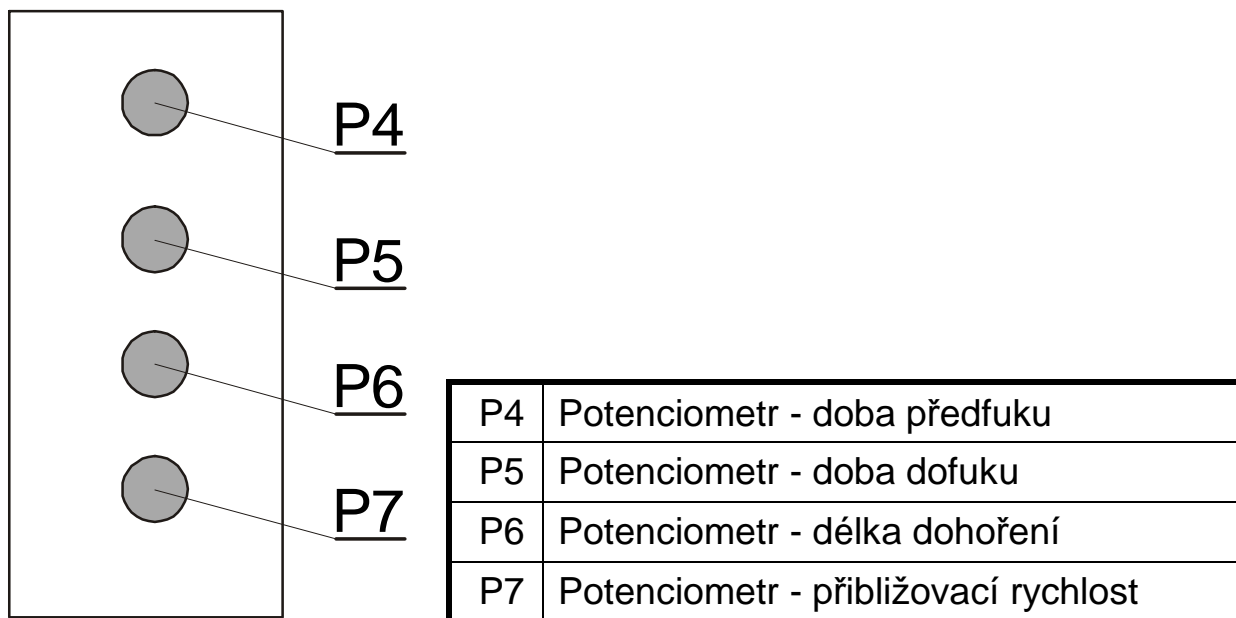 P4
P5
P6
P7
P4 Potenciometr - doba předfuku
P5 Potenciometr - doba dofuku
P6 Potenciometr - délka dohoření
P7 Potenciometr - přibližovací rychlost